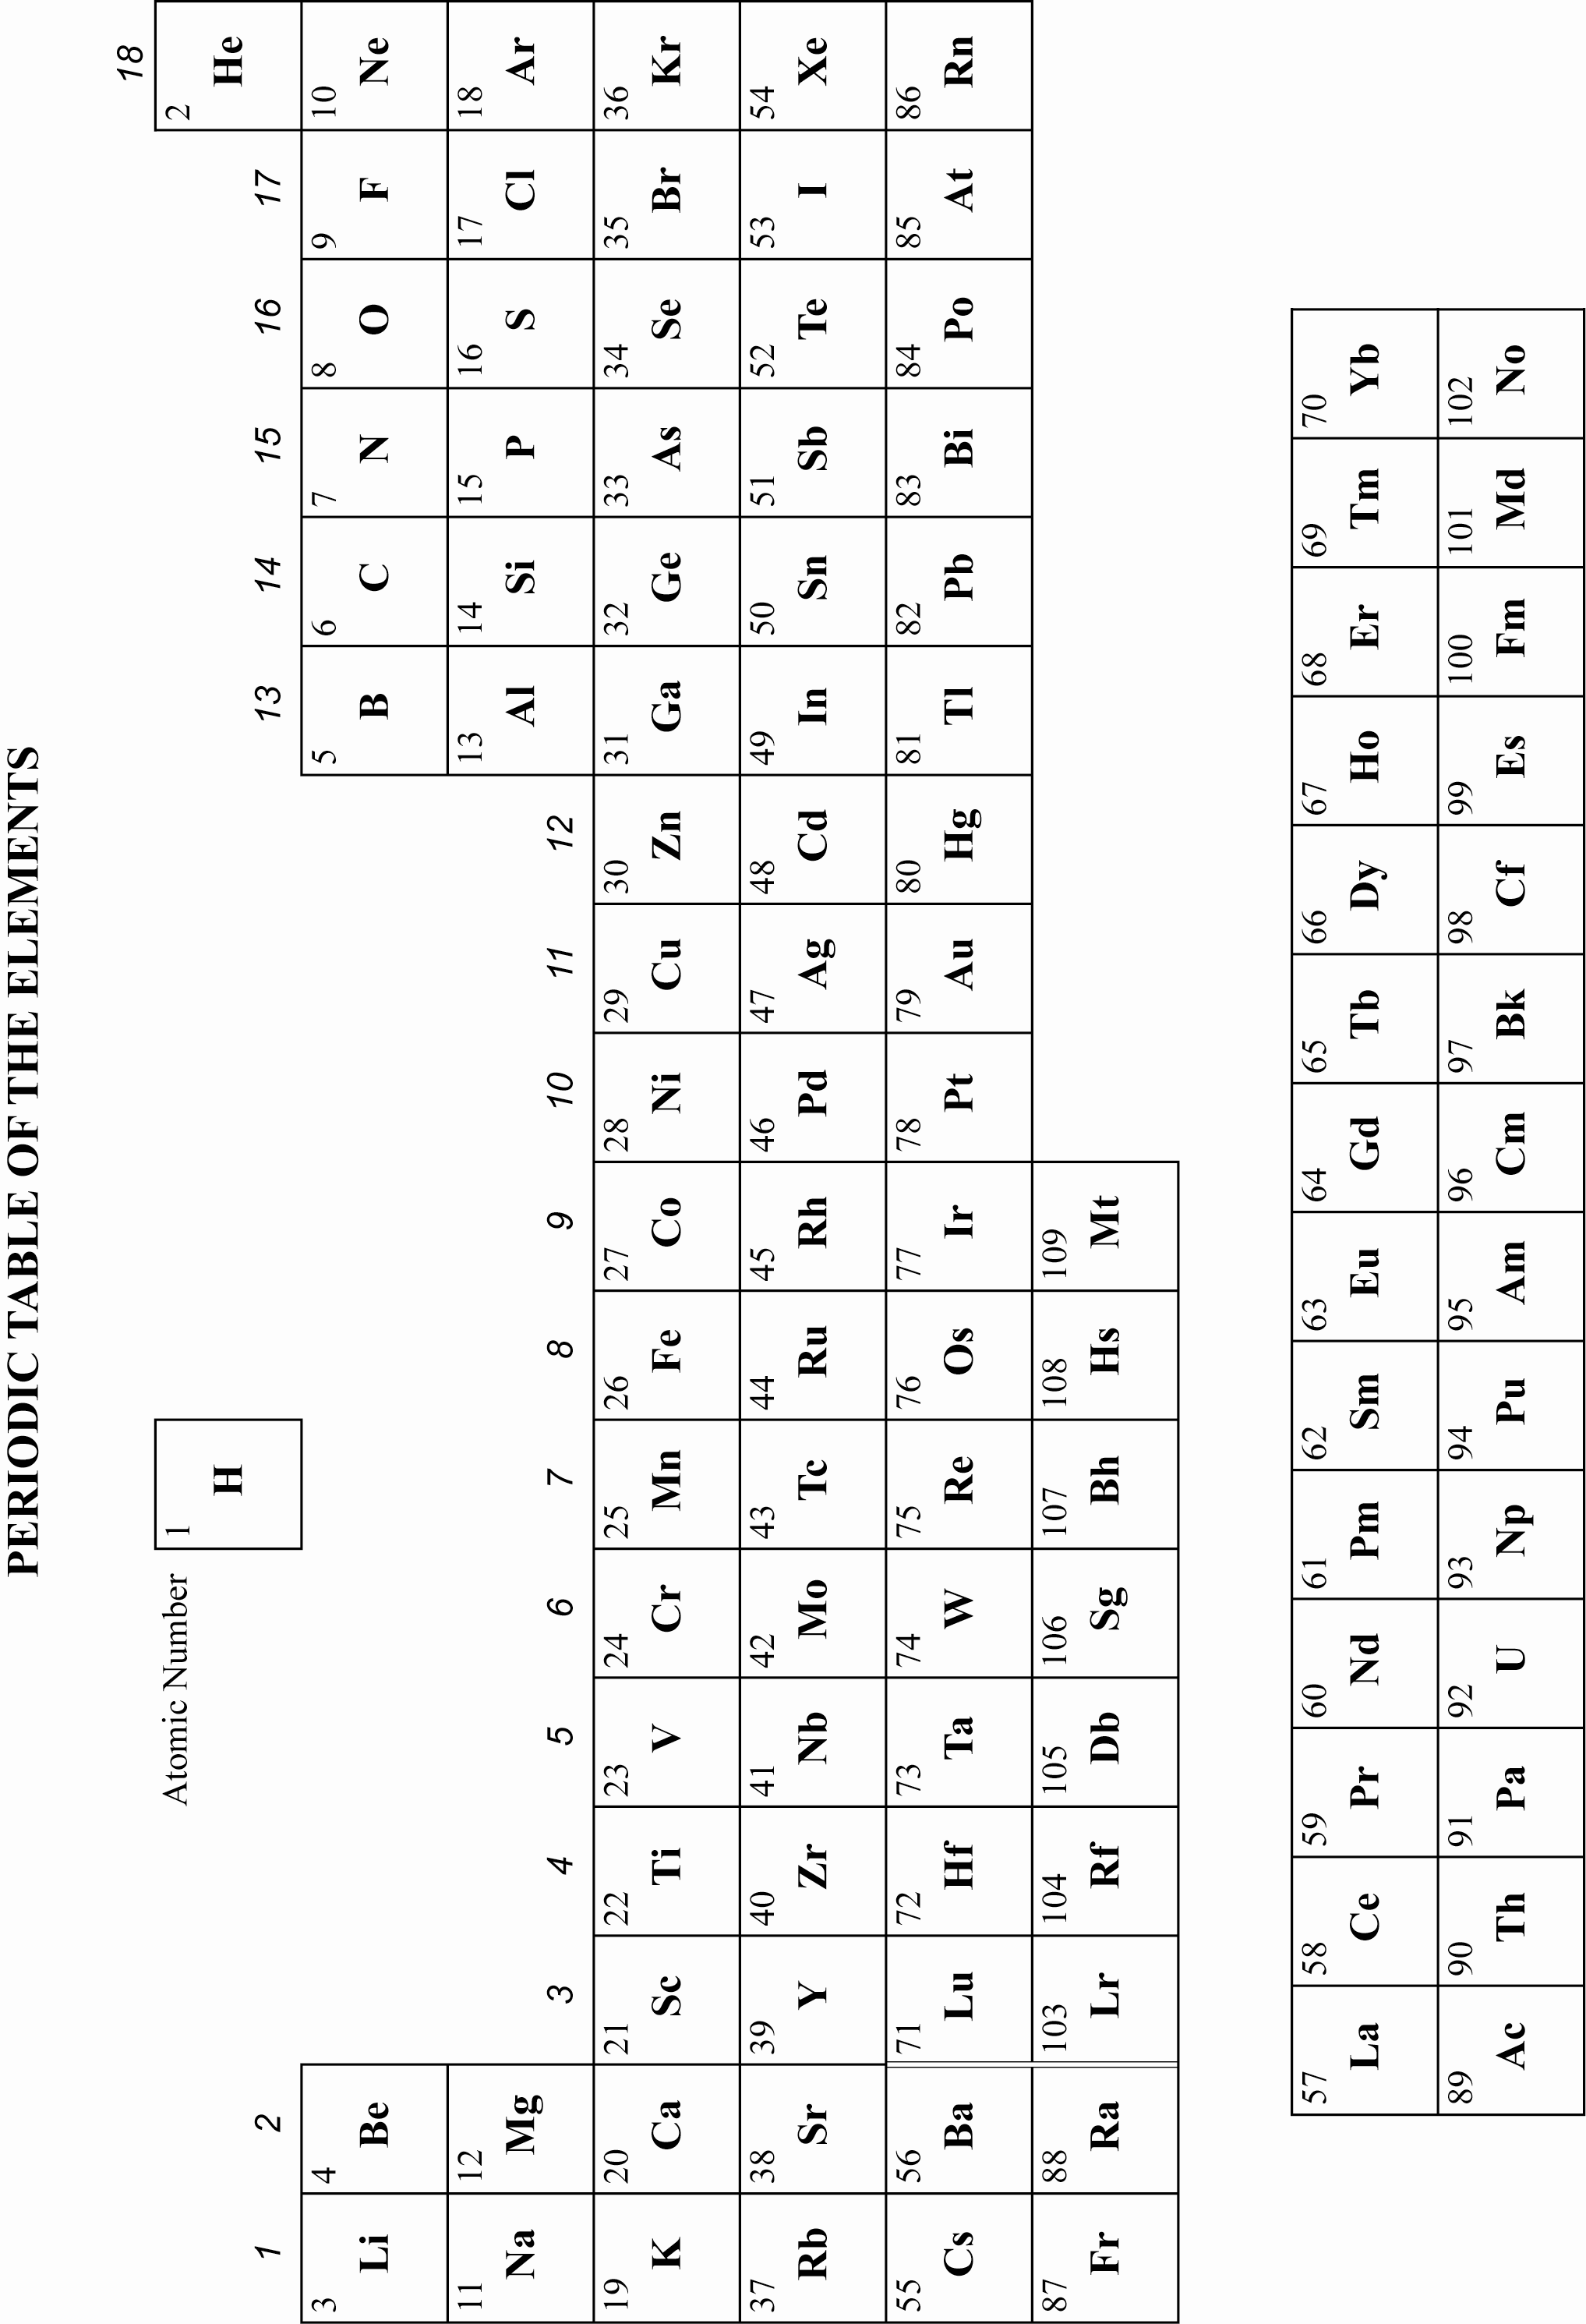 PERIODIC TABLE OF THE ELEMENTS
18
Atomic Number 1 H 2 He
1 2 13 14 15 16 17
3 Li 4 Be 5 B 6 C 7 N 8 O 9 F 10 Ne
11 Na 12 Mg 13 Al 14 Si 15 P 16 S 17 Cl 18 Ar
3 4 5 6 7 8 9 10 11 12
19 K 20 Ca 21 Sc 22 Ti 23 V 24 Cr 25 Mn 26 Fe 27 Co 28 Ni 29 Cu 30 Zn 31 Ga 32 Ge 33 As 34 Se 35 Br 36 Kr
37 Rb 38 Sr 39 Y 40 Zr 41 Nb 42 Mo 43 Tc 44 Ru 45 Rh 46 Pd 47 Ag 48 Cd 49 In 50 Sn 51 Sb 52 Te 53 I 54 Xe
55 Cs 56 Ba 71 Lu 72 Hf 73 Ta 74 W 75 Re 76 Os 77 Ir 78 Pt 79 Au 80 Hg 81 Tl 82 Pb 83 Bi 84 Po 85 At 86 Rn
87 Fr 88 Ra 103 Lr 104 Rf 105 Db 106 Sg 107 Bh 108 Hs 109 Mt
57 La 58 Ce 59 Pr 60 Nd 61 Pm 62 Sm 63 Eu 64 Gd 65 Tb 66 Dy 67 Ho 68 Er 69 Tm 70 Yb
89 Ac 90 Th 91 Pa 92 U 93 Np 94 Pu 95 Am 96 Cm 97 Bk 98 Cf 99 Es 100 Fm 101 Md 102 No